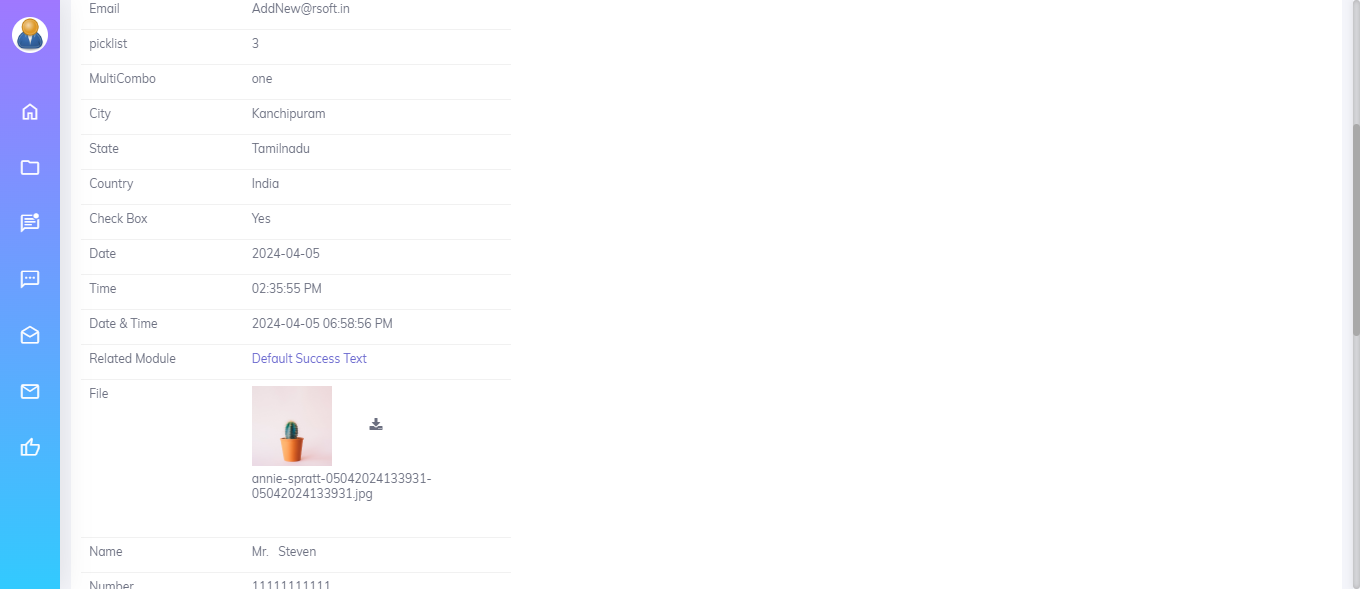 Email AddNew@rsoft.in
picklist 3
MultiCombo one
City Kanchipuram
State Tamilnadu
Country India
Check Box Yes
Date 2024-04-05
Time 02:35:55 PM
Date & Time 2024-04-05 06:58:56 PM
Related Module Default Success Text
File
annie-spratt-05042024133931-
05042024133931.jpg
Name Mr. Steven
Number 11111111111